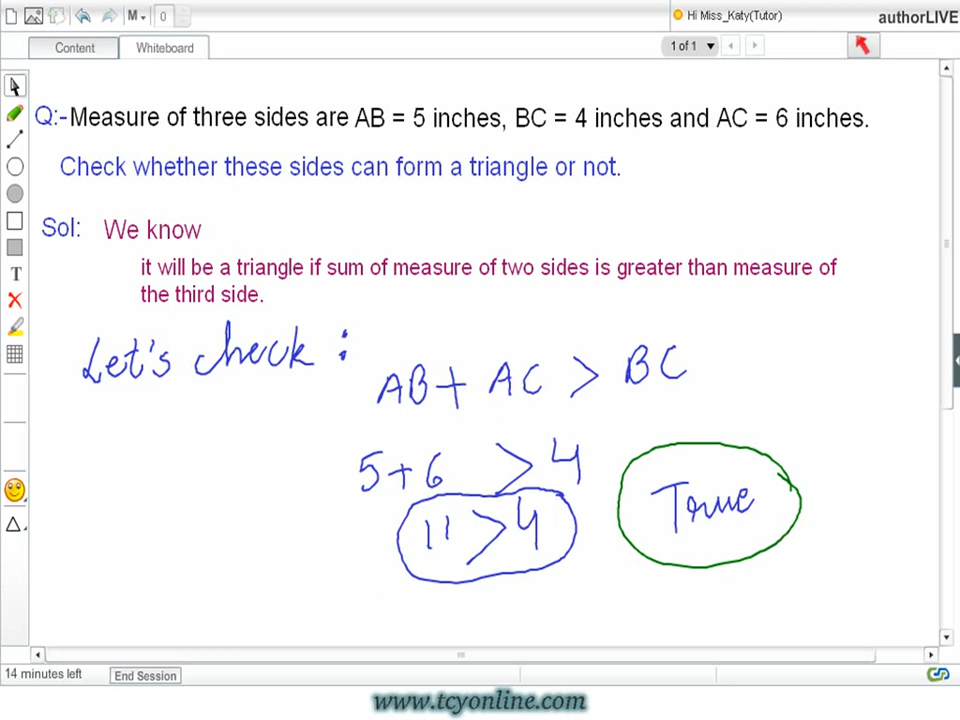 M 0 Hi Miss_Katy(Tutor) authorLIVE
Content Whiteboard 1 of 1
Q:- Measure of three sides are AB = 5 inches, BC = 4 inches and AC = 6 inches.
Check whether these sides can form a triangle or not.
Sol: We know
it will be a triangle if sum of measure of two sides is greater than measure of
the third side.
Let's check :
AB + AC > BC
5 + 6 > 4
11 > 4
True
T
14 minutes left End Session
www.tcyonline.com